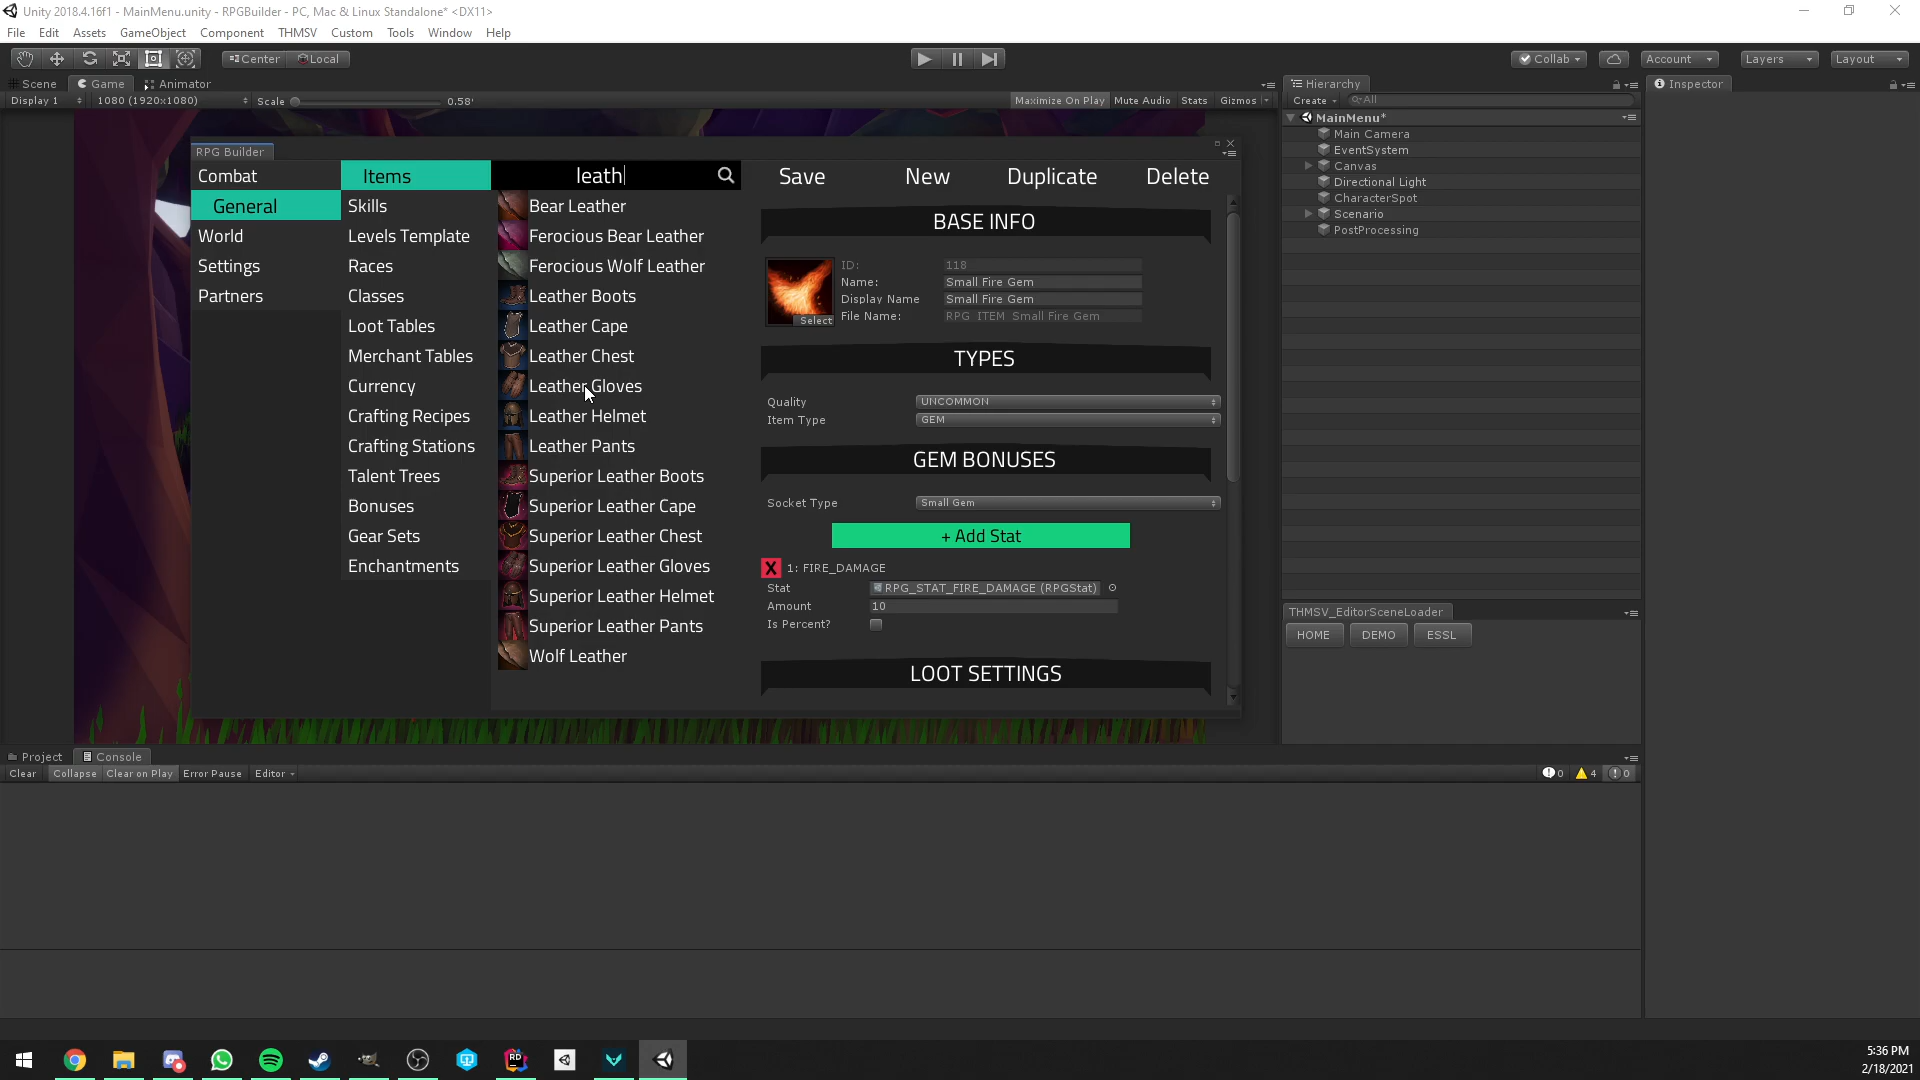 Unity 2018.4.16f1 - MainMenu.unity - RPGBuilder - PC, Mac & Linux Standalone* <DX11>
File Edit Assets GameObject Component THMSV Custom Tools Window Help
Center Local Collab Account Layers Layout
Scene Game Animator
Display 1 1080 (1920x1080) Scale 0.58' Maximize On Play Mute Audio Stats Gizmos
RPG Builder
Combat
General
World
Settings
Partners
Items
Skills
Levels Template
Races
Classes
Loot Tables
Merchant Tables
Currency
Crafting Recipes
Crafting Stations
Talent Trees
Bonuses
Gear Sets
Enchantments
leath
Bear Leather
Ferocious Bear Leather
Ferocious Wolf Leather
Leather Boots
Leather Cape
Leather Chest
Leather Gloves
Leather Helmet
Leather Pants
Superior Leather Boots
Superior Leather Cape
Superior Leather Chest
Superior Leather Gloves
Superior Leather Helmet
Superior Leather Pants
Wolf Leather
Save New Duplicate Delete
BASE INFO
Select
ID: 118
Name: Small Fire Gem
Display Name Small Fire Gem
File Name: RPG_ITEM_Small Fire Gem
TYPES
Quality UNCOMMON
Item Type GEM
GEM BONUSES
Socket Type Small Gem
+ Add Stat
X 1: FIRE_DAMAGE
Stat RPG_STAT_FIRE_DAMAGE (RPGStat)
Amount 10
Is Percent?
LOOT SETTINGS
Hierarchy
Create All
MainMenu*
Main Camera
EventSystem
Canvas
Directional Light
CharacterSpot
Scenario
PostProcessing
THMSV_EditorSceneLoader
HOME DEMO ESSL
Inspector
Project Console
Clear Collapse Clear on Play Error Pause Editor 0 4 0
RD
5:36 PM
2/18/2021